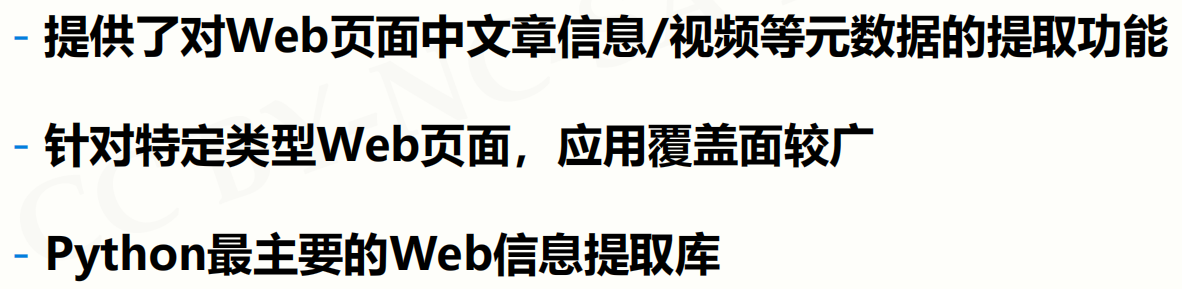 - 提供了对Web页面中文章信息/视频等元数据的提取功能
- 针对特定类型Web页面，应用覆盖面较广
- Python最主要的Web信息提取库
CC BY-NC